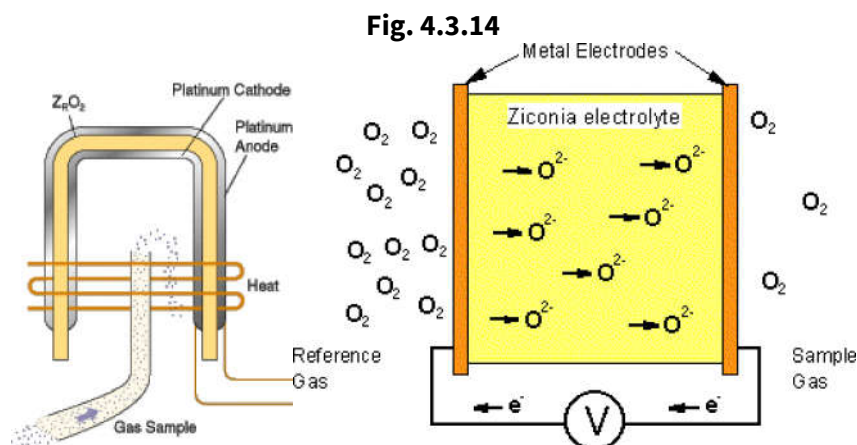 Fig. 4.3.14
ZRO2
Platinum Cathode
Platinum
Anode
Heat
Gas Sample
Metal Electrodes
Ziconia electrolyte
O2
O2
O2
O2
O2
O2
O2
O2
O2
O2
O2
O2
O2
O2
O2-
O2-
O2-
O2-
O2-
O2-
O2-
Reference
Gas
Sample
Gas
e-
V
e-